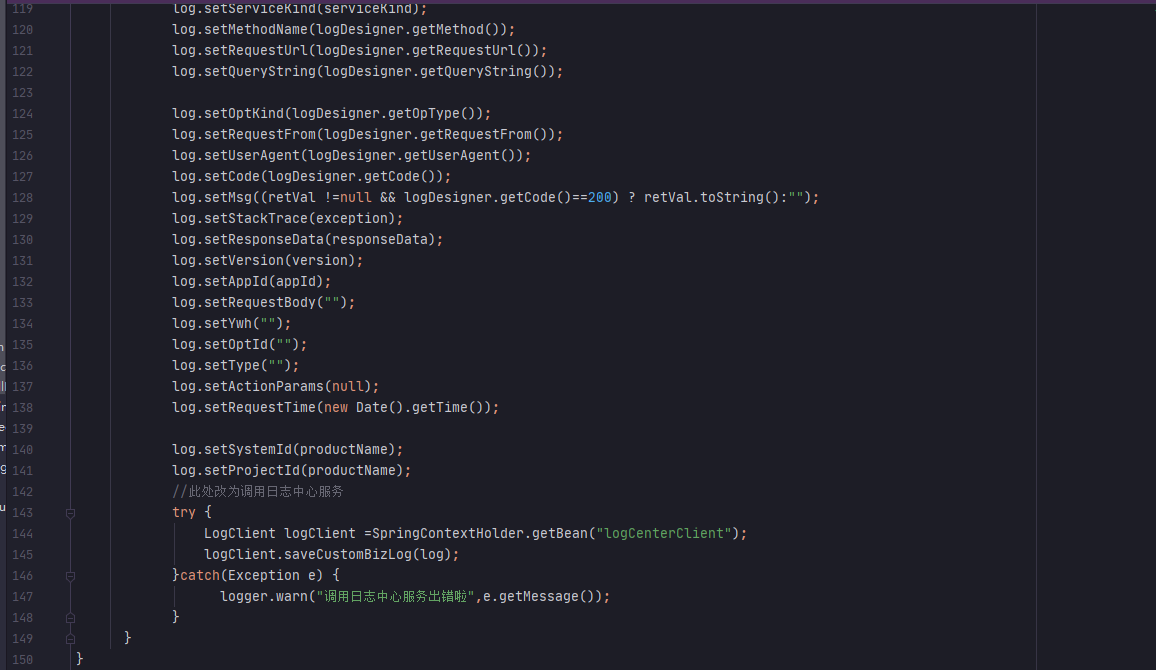 119 log.setServiceKind(serviceKind);
120 log.setMethodName(logDesigner.getMethod());
121 log.setRequestUrl(logDesigner.getRequestUrl());
122 log.setQueryString(logDesigner.getQueryString());
123
124 log.setOptKind(logDesigner.getOpType());
125 log.setRequestFrom(logDesigner.getRequestFrom());
126 log.setUserAgent(logDesigner.getUserAgent());
127 log.setCode(logDesigner.getCode());
128 log.setMsg((retVal !=null && logDesigner.getCode()==200) ? retVal.toString():"");
129 log.setStackTrace(exception);
130 log.setResponseData(responseData);
131 log.setVersion(version);
132 log.setAppId(appId);
133 log.setRequestBody("");
134 log.setYwh("");
135 log.setOptId("");
136 log.setType("");
137 log.setActionParams(null);
138 log.setRequestTime(new Date().getTime());
139
140 log.setSystemId(productName);
141 log.setProjectId(productName);
142 //此处改为调用日志中心服务
143 try {
144 LogClient logClient =SpringContextHolder.getBean("logCenterClient");
145 logClient.saveCustomBizLog(log);
146 }catch(Exception e) {
147 logger.warn("调用日志中心服务出错啦",e.getMessage());
148 }
149 }
150 }